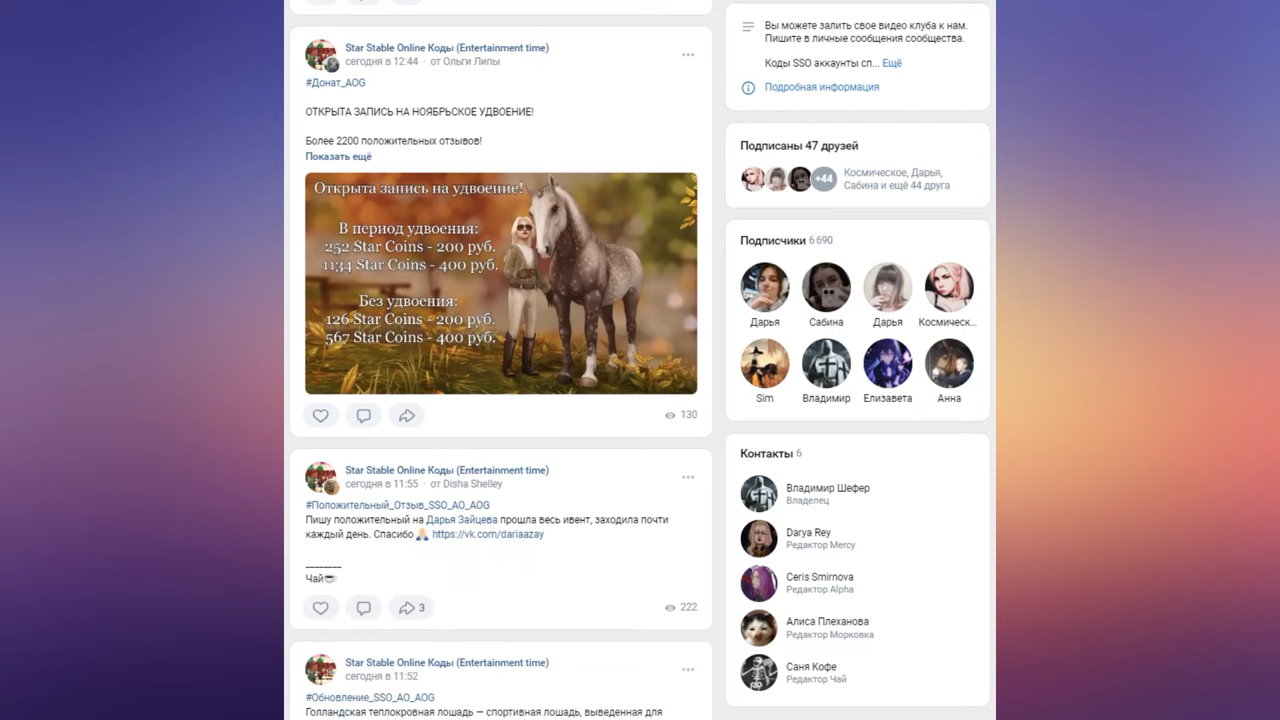 Star Stable Online Коды (Entertainment time)
сегодня в 12:44 · от Ольги Липы
#Донат_AOG
ОТКРЫТА ЗАПИСЬ НА НОЯБРЬСКОЕ УДВОЕНИЕ!
Более 2200 положительных отзывов!
Показать ещё
Открыта запись на удвоение!
В период удвоения:
252 Star Coins - 200 руб.
1134 Star Coins - 400 руб.
Без удвоения:
126 Star Coins - 200 руб.
567 Star Coins - 400 руб.
130
Star Stable Online Коды (Entertainment time)
сегодня в 11:55 · от Disha Shelley
#Положительный_Отзыв_SSO_AO_AOG
Пишу положительный на Дарья Зайцева прошла весь ивент, заходила почти
каждый день. Спасибо 🙏 https://vk.com/dariaazay
________
Чай☕
3
222
Star Stable Online Коды (Entertainment time)
сегодня в 11:52
#Обновление_SSO_AO_AOG
Голландская теплокровная лошадь — спортивная лошадь, выведенная для
Вы можете залить свое видео клуба к нам.
Пишите в личные сообщения сообщества.
Коды SSO аккаунты сп... Ещё
Подробная информация
Подписаны 47 друзей
+44
Космическое, Дарья,
Сабина и ещё 44 друга
Подписчики 6 690
Дарья Сабина Дарья Космическ...
Sim Владимир Елизавета Анна
Контакты 6
Владимир Шефер
Владелец
Darya Rey
Редактор Mercy
Ceris Smirnova
Редактор Alpha
Алиса Плеханова
Редактор Морковка
Саня Кофе
Редактор Чай